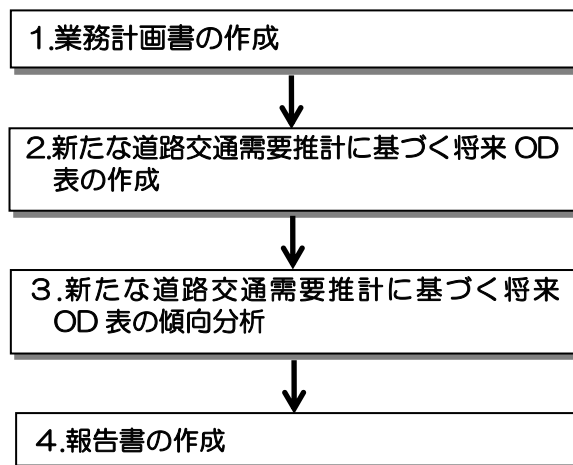 1.業務計画書の作成
2.新たな道路交通需要推計に基づく将来 OD
表の作成
3.新たな道路交通需要推計に基づく将来
OD 表の傾向分析
4.報告書の作成